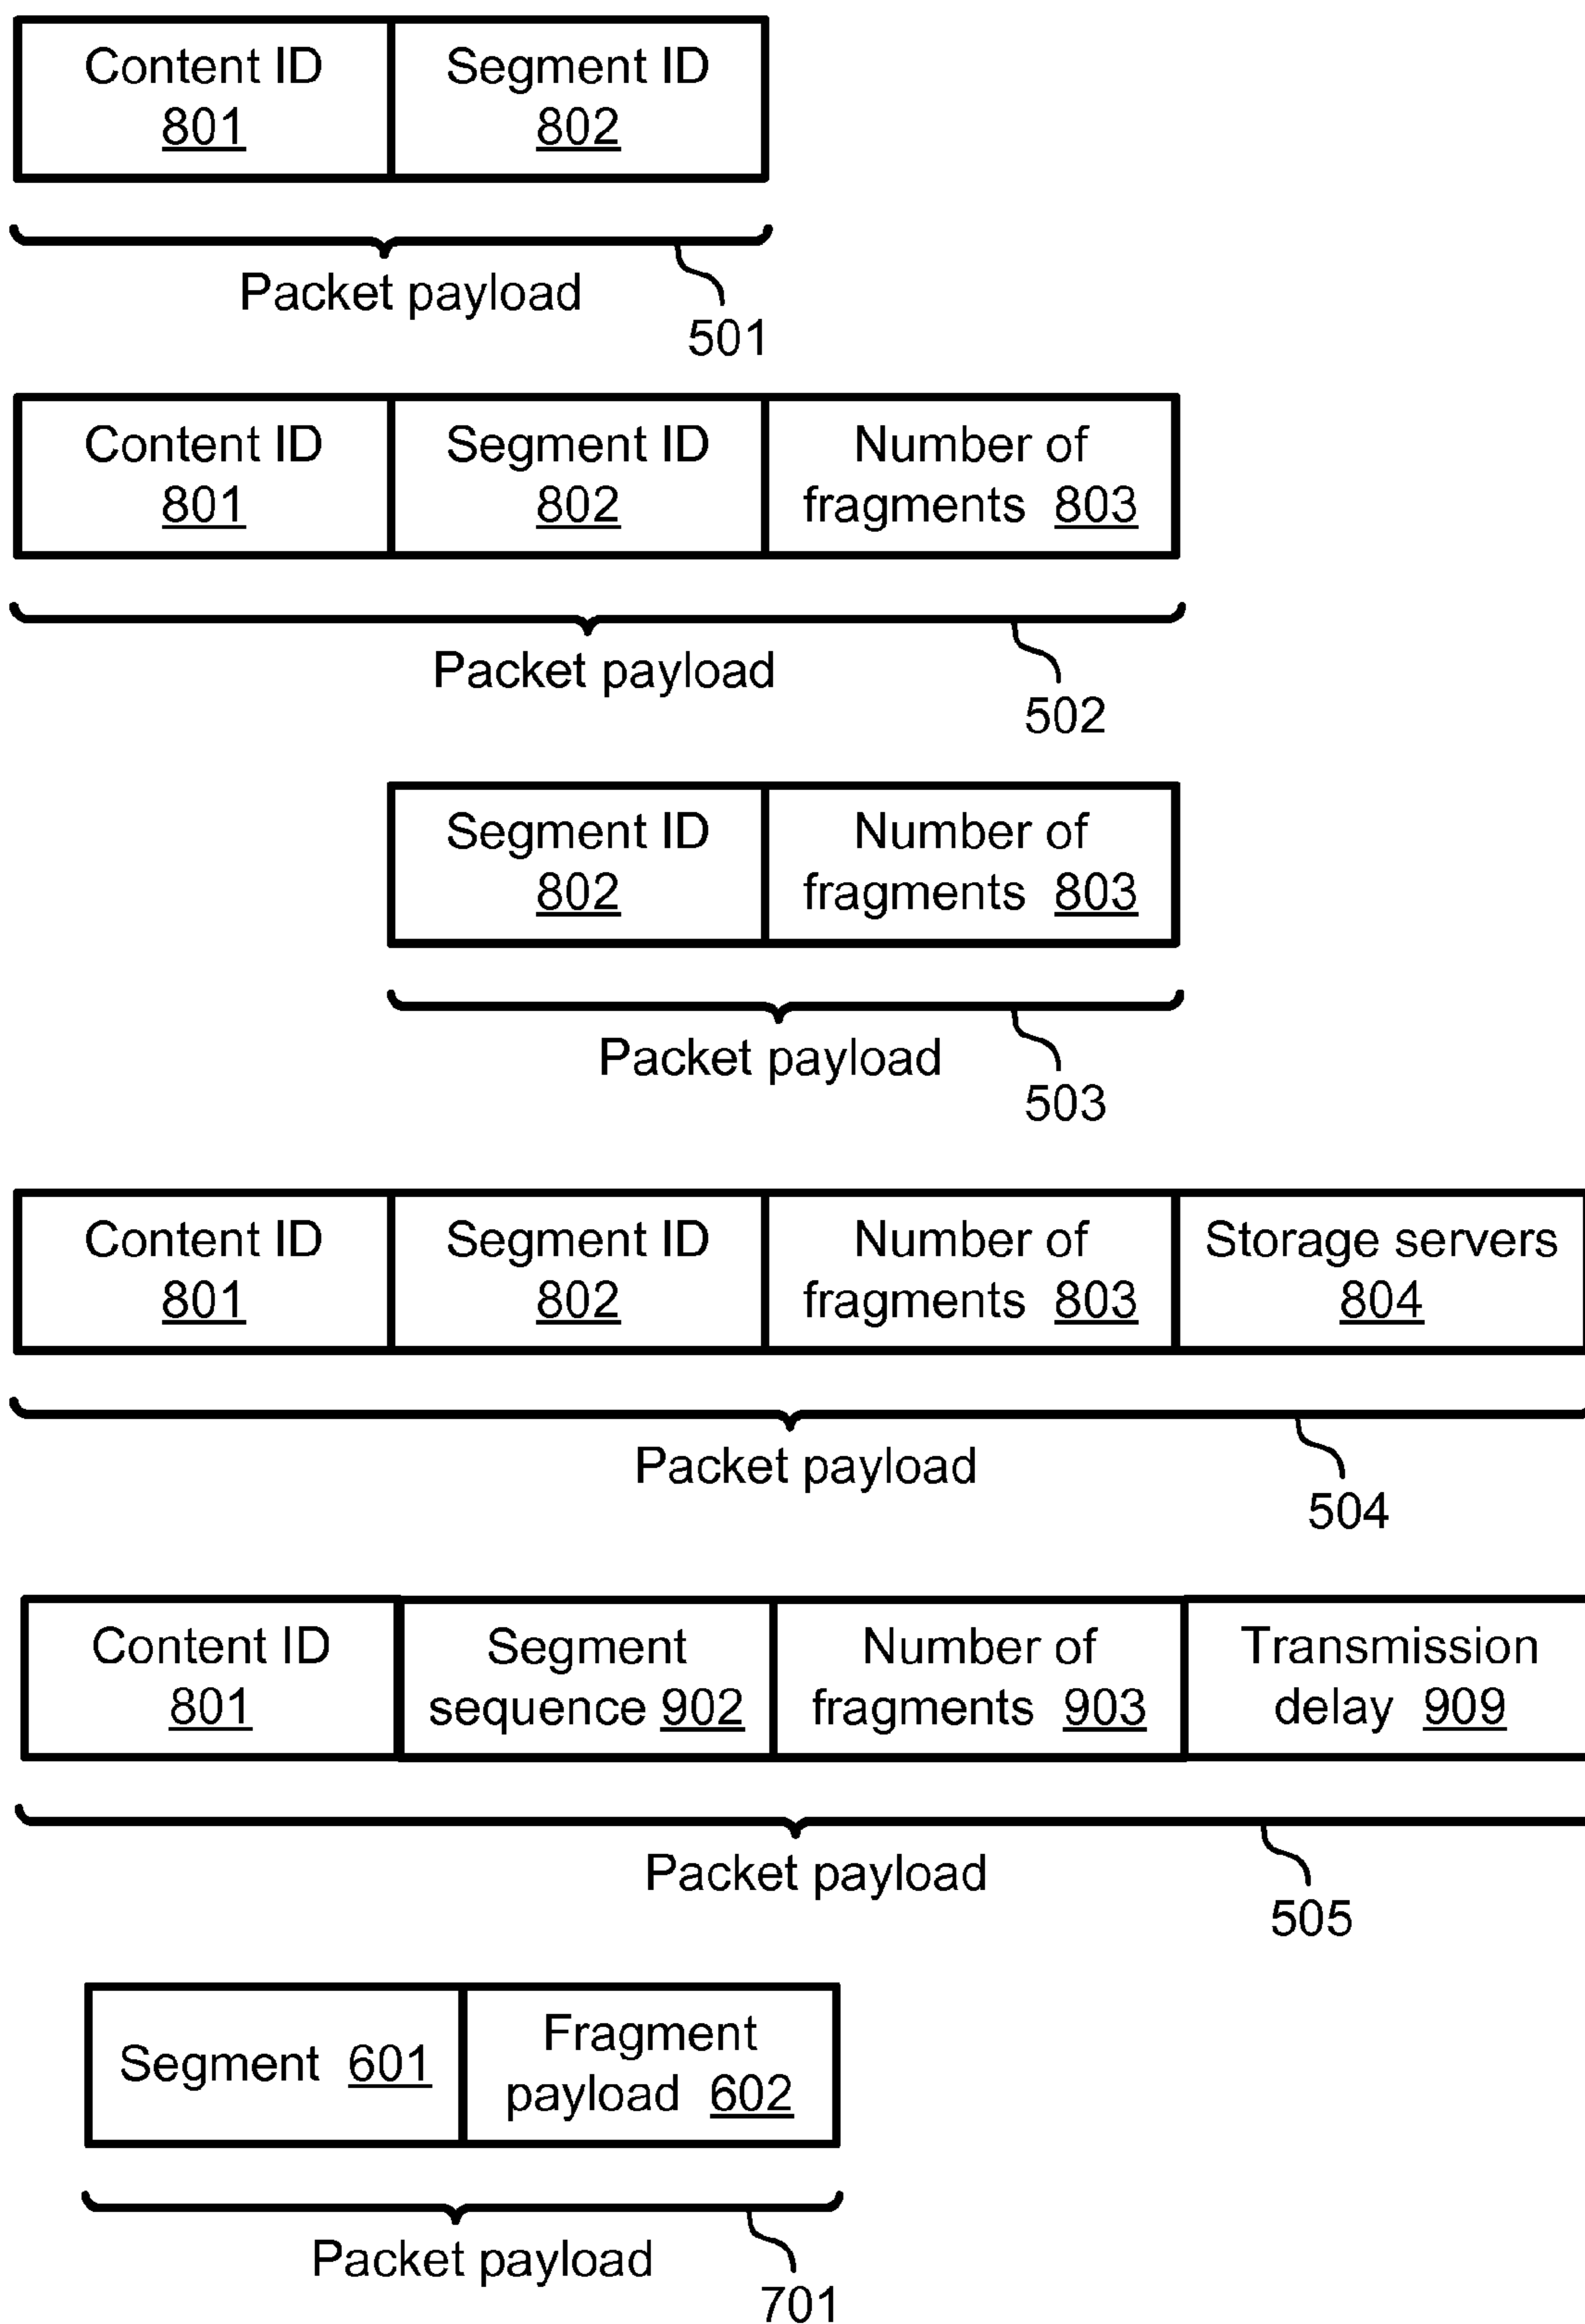 Content ID
801
Segment ID
802
Packet payload
501
Content ID
801
Segment ID
802
Number of
fragments 803
Packet payload
502
Segment ID
802
Number of
fragments 803
Packet payload
503
Content ID
801
Segment ID
802
Number of
fragments 803
Storage servers
804
Packet payload
504
Content ID
801
Segment
sequence 902
Number of
fragments 903
Transmission
delay 909
Packet payload
505
Segment 601
Fragment
payload 602
Packet payload
701